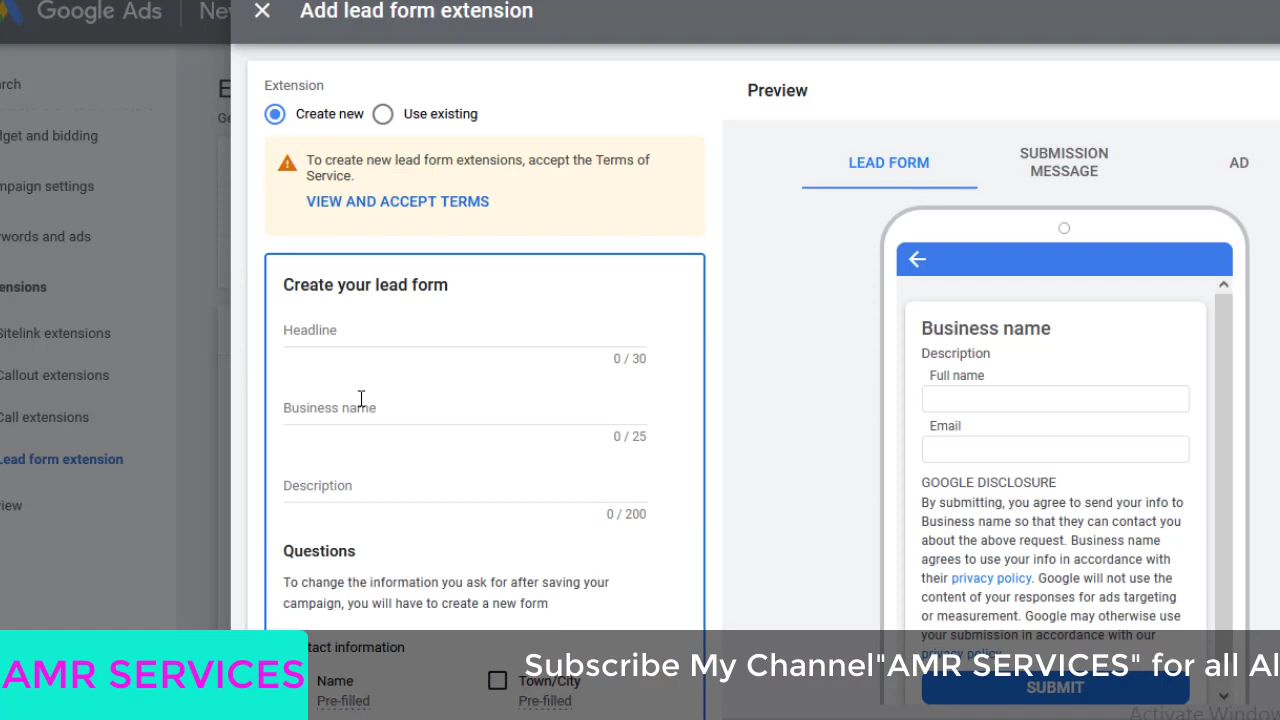 Google Ads
New
Add lead form extension
rch
lget and bidding
mpaign settings
words and ads
ensions
Sitelink extensions
Callout extensions
Call extensions
Lead form extension
iew
E
Ge
Extension
Create new
Use existing
To create new lead form extensions, accept the Terms of
Service.
VIEW AND ACCEPT TERMS
Create your lead form
Headline
0 / 30
Business name
0 / 25
Description
0 / 200
Questions
To change the information you ask for after saving your
campaign, you will have to create a new form
tact information
Name
Pre-filled
Town/City
Pre-filled
Preview
LEAD FORM
SUBMISSION
MESSAGE
AD
Business name
Description
Full name
Email
GOOGLE DISCLOSURE
By submitting, you agree to send your info to
Business name so that they can contact you
about the above request. Business name
agrees to use your info in accordance with
their privacy policy. Google will not use the
content of your responses for ads targeting
or measurement. Google may otherwise use
your submission in accordance with our
privacy policy.
SUBMIT
AMR SERVICES
Subscribe My Channel"AMR SERVICES" for all Al
Activate Window